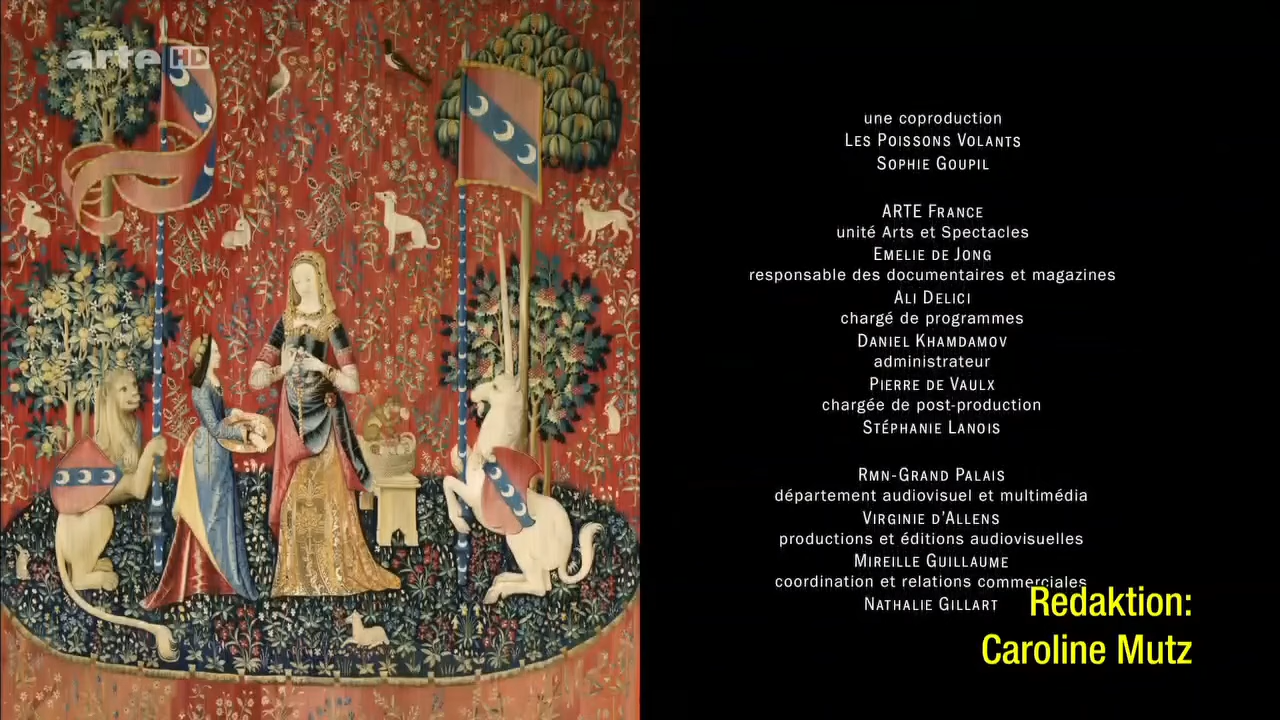 arte HD
une coproduction
LES POISSONS VOLANTS
SOPHIE GOUPIL
ARTE FRANCE
unité Arts et Spectacles
EMELIE DE JONG
responsable des documentaires et magazines
ALI DELICI
chargé de programmes
DANIEL KHAMDAMOV
administrateur
PIERRE DE VAULX
chargée de post-production
STÉPHANIE LANOIS
RMN-GRAND PALAIS
département audiovisuel et multimédia
VIRGINIE D'ALLENS
productions et éditions audiovisuelles
MIREILLE GUILLAUME
coordination et relations commerciales
NATHALIE GILLART
Redaktion:
Caroline Mutz